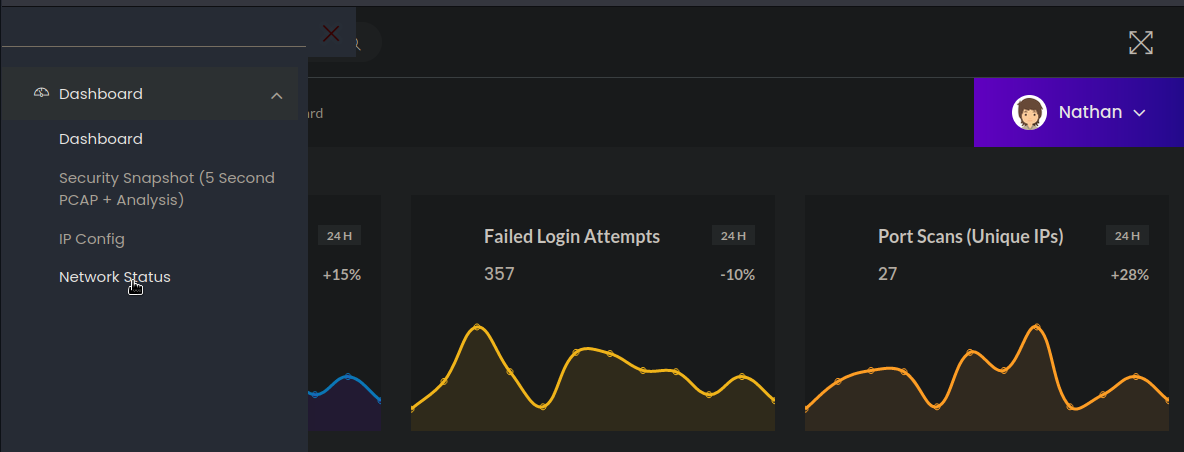 Dashboard
rd
Nathan
Dashboard
Security Snapshot (5 Second
PCAP + Analysis)
IP Config
Network Status
24 H
+15%
Failed Login Attempts
24 H
357
-10%
Port Scans (Unique IPs)
24 H
27
+28%